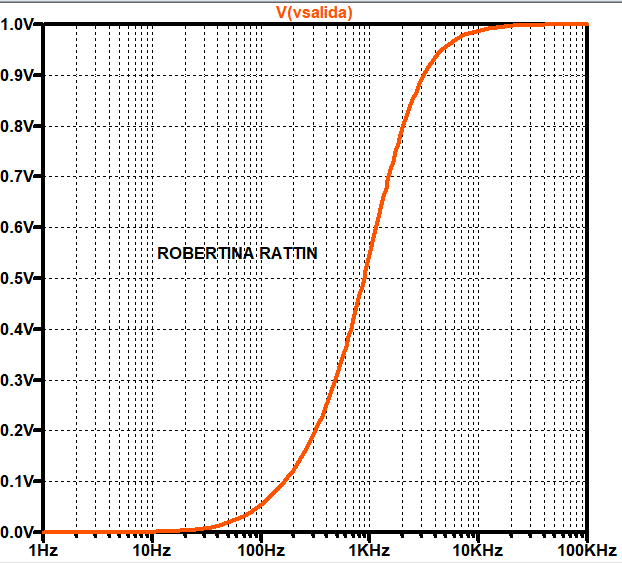 V(vsalida)
1.0V
0.9V
0.8V
0.7V
0.6V
ROBERTINA RATTIN
0.5V
0.4V
0.3V
0.2V
0.1V
0.0V
1Hz 10Hz 100Hz 1KHz 10KHz 100KHz